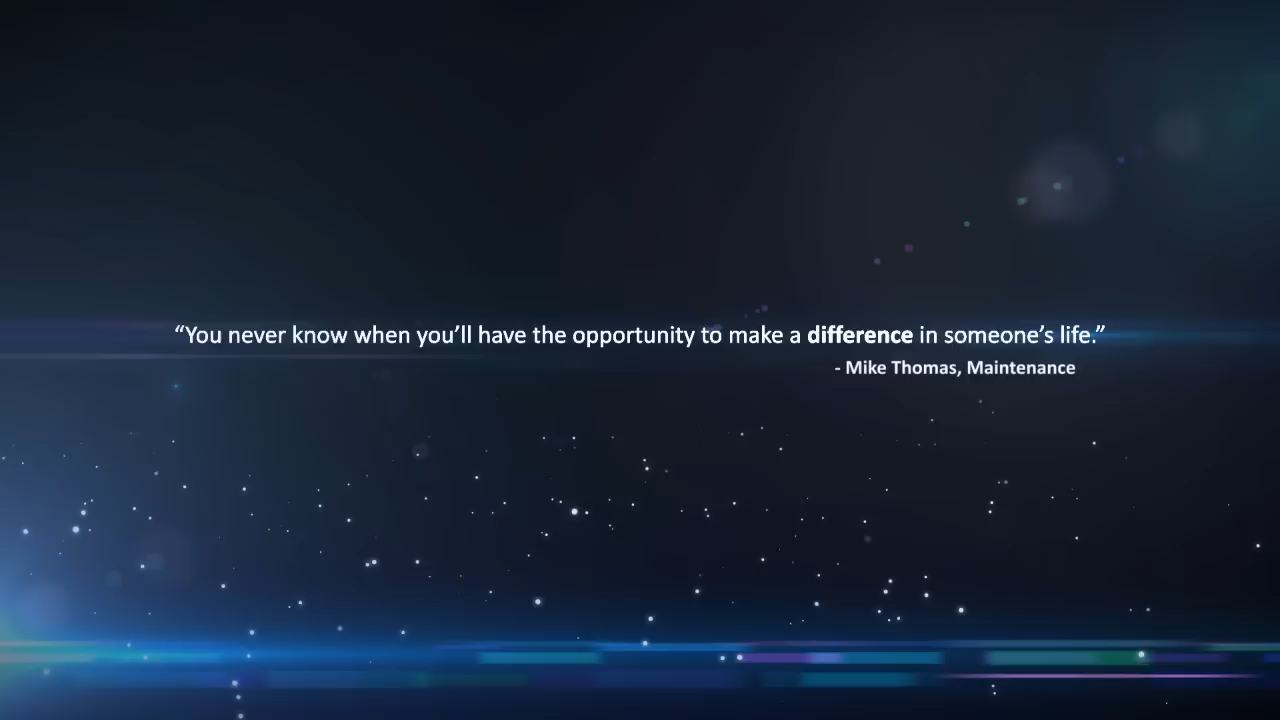 “You never know when you’ll have the opportunity to make a difference in someone’s life.”
- Mike Thomas, Maintenance